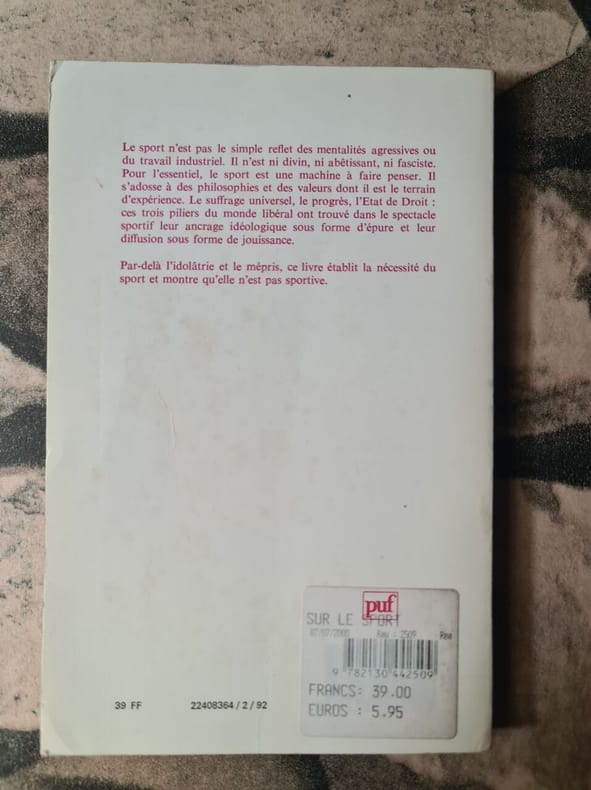 Le sport n'est pas le simple reflet des mentalités agressives ou
du travail industriel. Il n'est ni divin, ni abêtissant, ni fasciste.
Pour l'essentiel, le sport est une machine à faire penser. Il
s'adosse à des philosophies et des valeurs dont il est le terrain
d'expérience. Le suffrage universel, le progrès, l'Etat de Droit :
ces trois piliers du monde libéral ont trouvé dans le spectacle
sportif leur ancrage idéologique sous forme d'épure et leur
diffusion sous forme de jouissance.
Par-delà l'idolâtrie et le mépris, ce livre établit la nécessité du
sport et montre qu'elle n'est pas sportive.
puf
SUR LE SPORT
07/07/2000 Rem : 2509 Rea
9 782130 442509
FRANCS: 39.00
EUROS : 5.95
39 FF 22408364 / 2 / 92